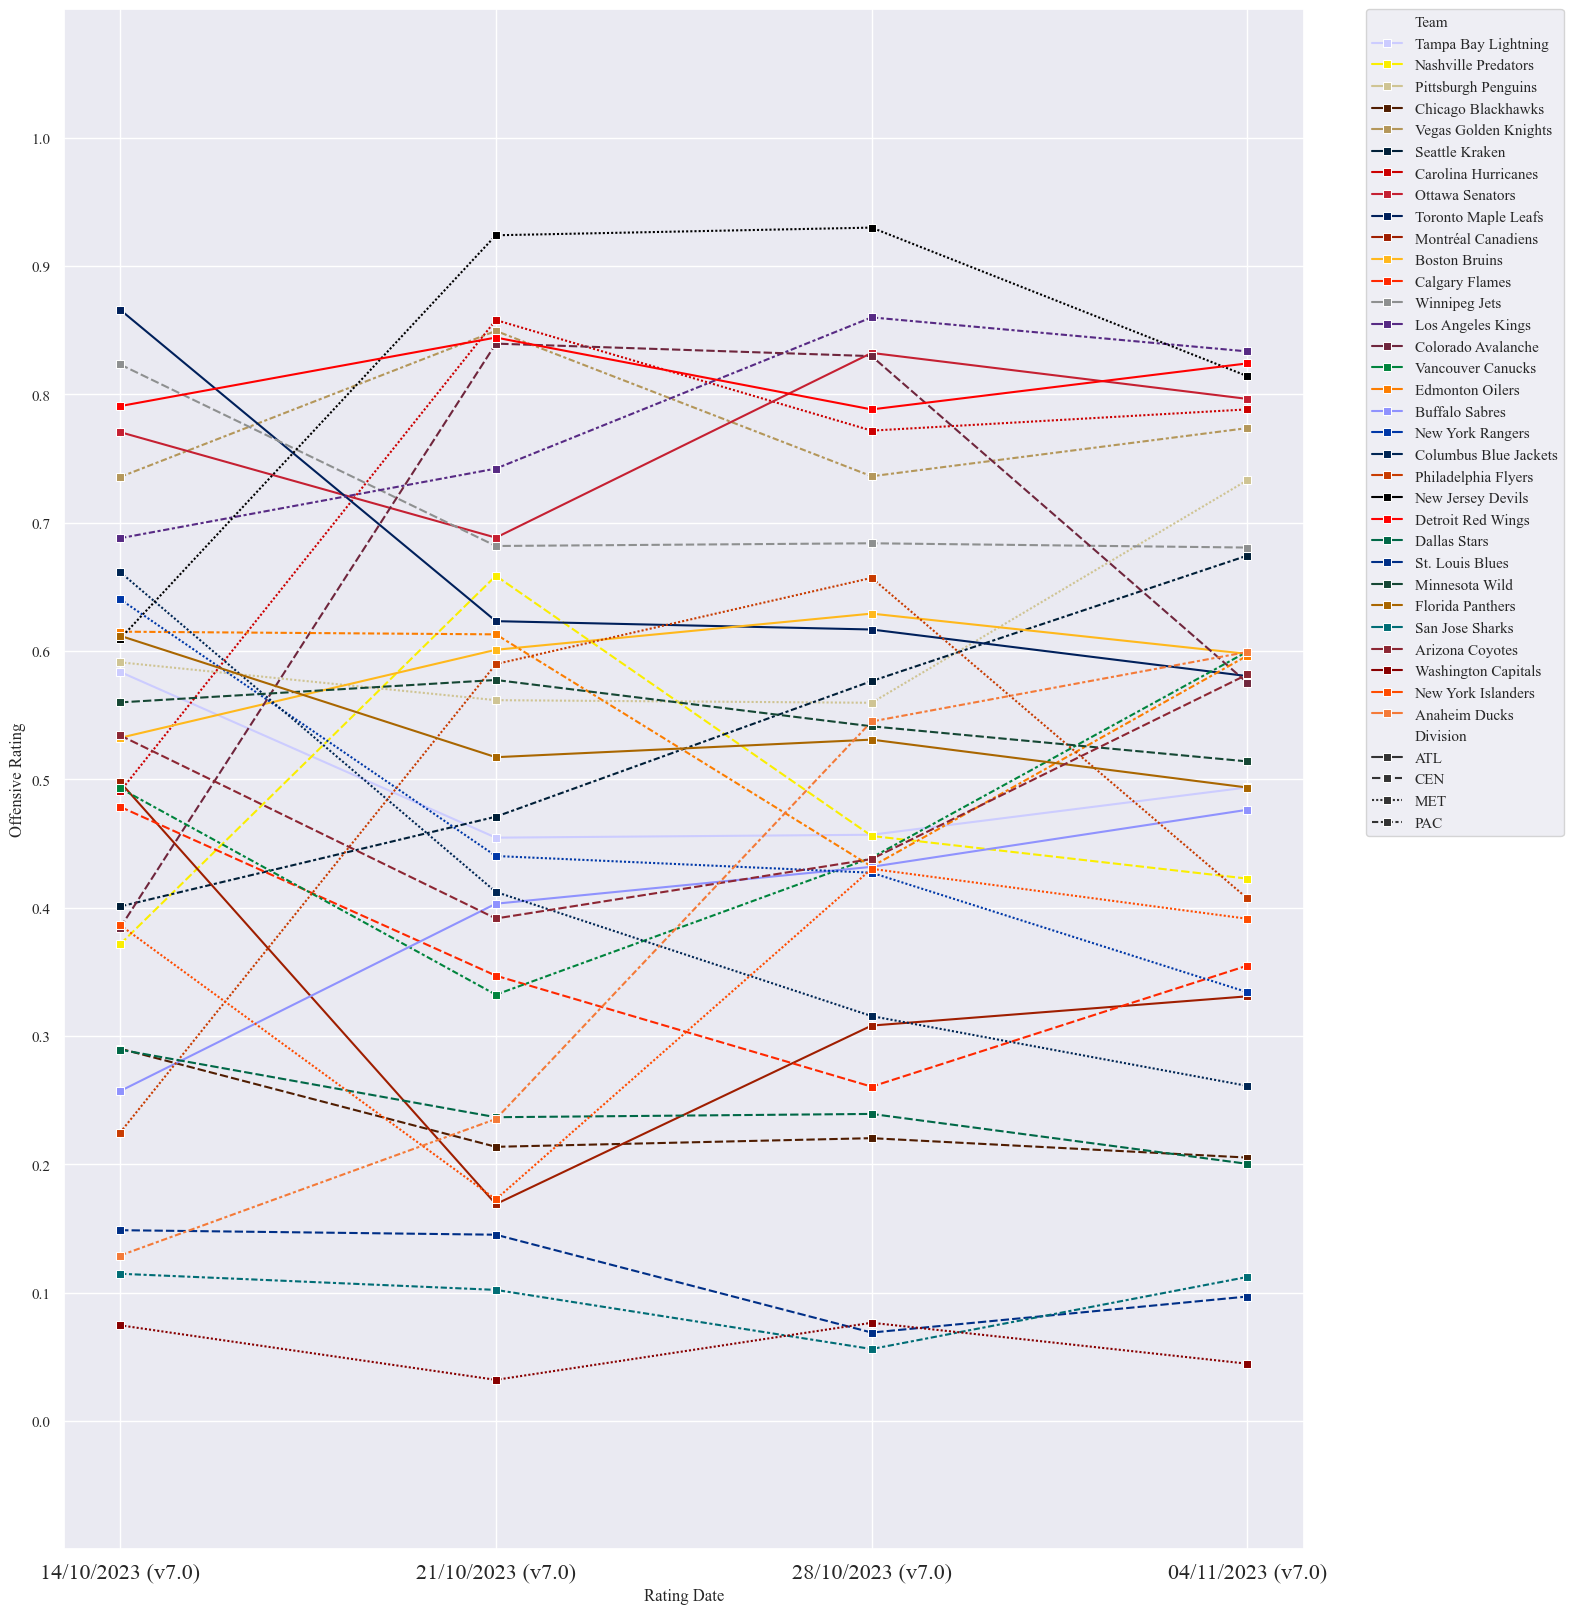 Team
Tampa Bay Lightning
Nashville Predators
Pittsburgh Penguins
Chicago Blackhawks
Vegas Golden Knights
Seattle Kraken
Carolina Hurricanes
Ottawa Senators
Toronto Maple Leafs
Montréal Canadiens
Boston Bruins
Calgary Flames
Winnipeg Jets
Los Angeles Kings
Colorado Avalanche
Vancouver Canucks
Edmonton Oilers
Buffalo Sabres
New York Rangers
Columbus Blue Jackets
Philadelphia Flyers
New Jersey Devils
Detroit Red Wings
Dallas Stars
St. Louis Blues
Minnesota Wild
Florida Panthers
San Jose Sharks
Arizona Coyotes
Washington Capitals
New York Islanders
Anaheim Ducks
Division
ATL
CEN
MET
PAC
Offensive Rating
1.0
0.9
0.8
0.7
0.6
0.5
0.4
0.3
0.2
0.1
0.0
14/10/2023 (v7.0)
21/10/2023 (v7.0)
28/10/2023 (v7.0)
04/11/2023 (v7.0)
Rating Date